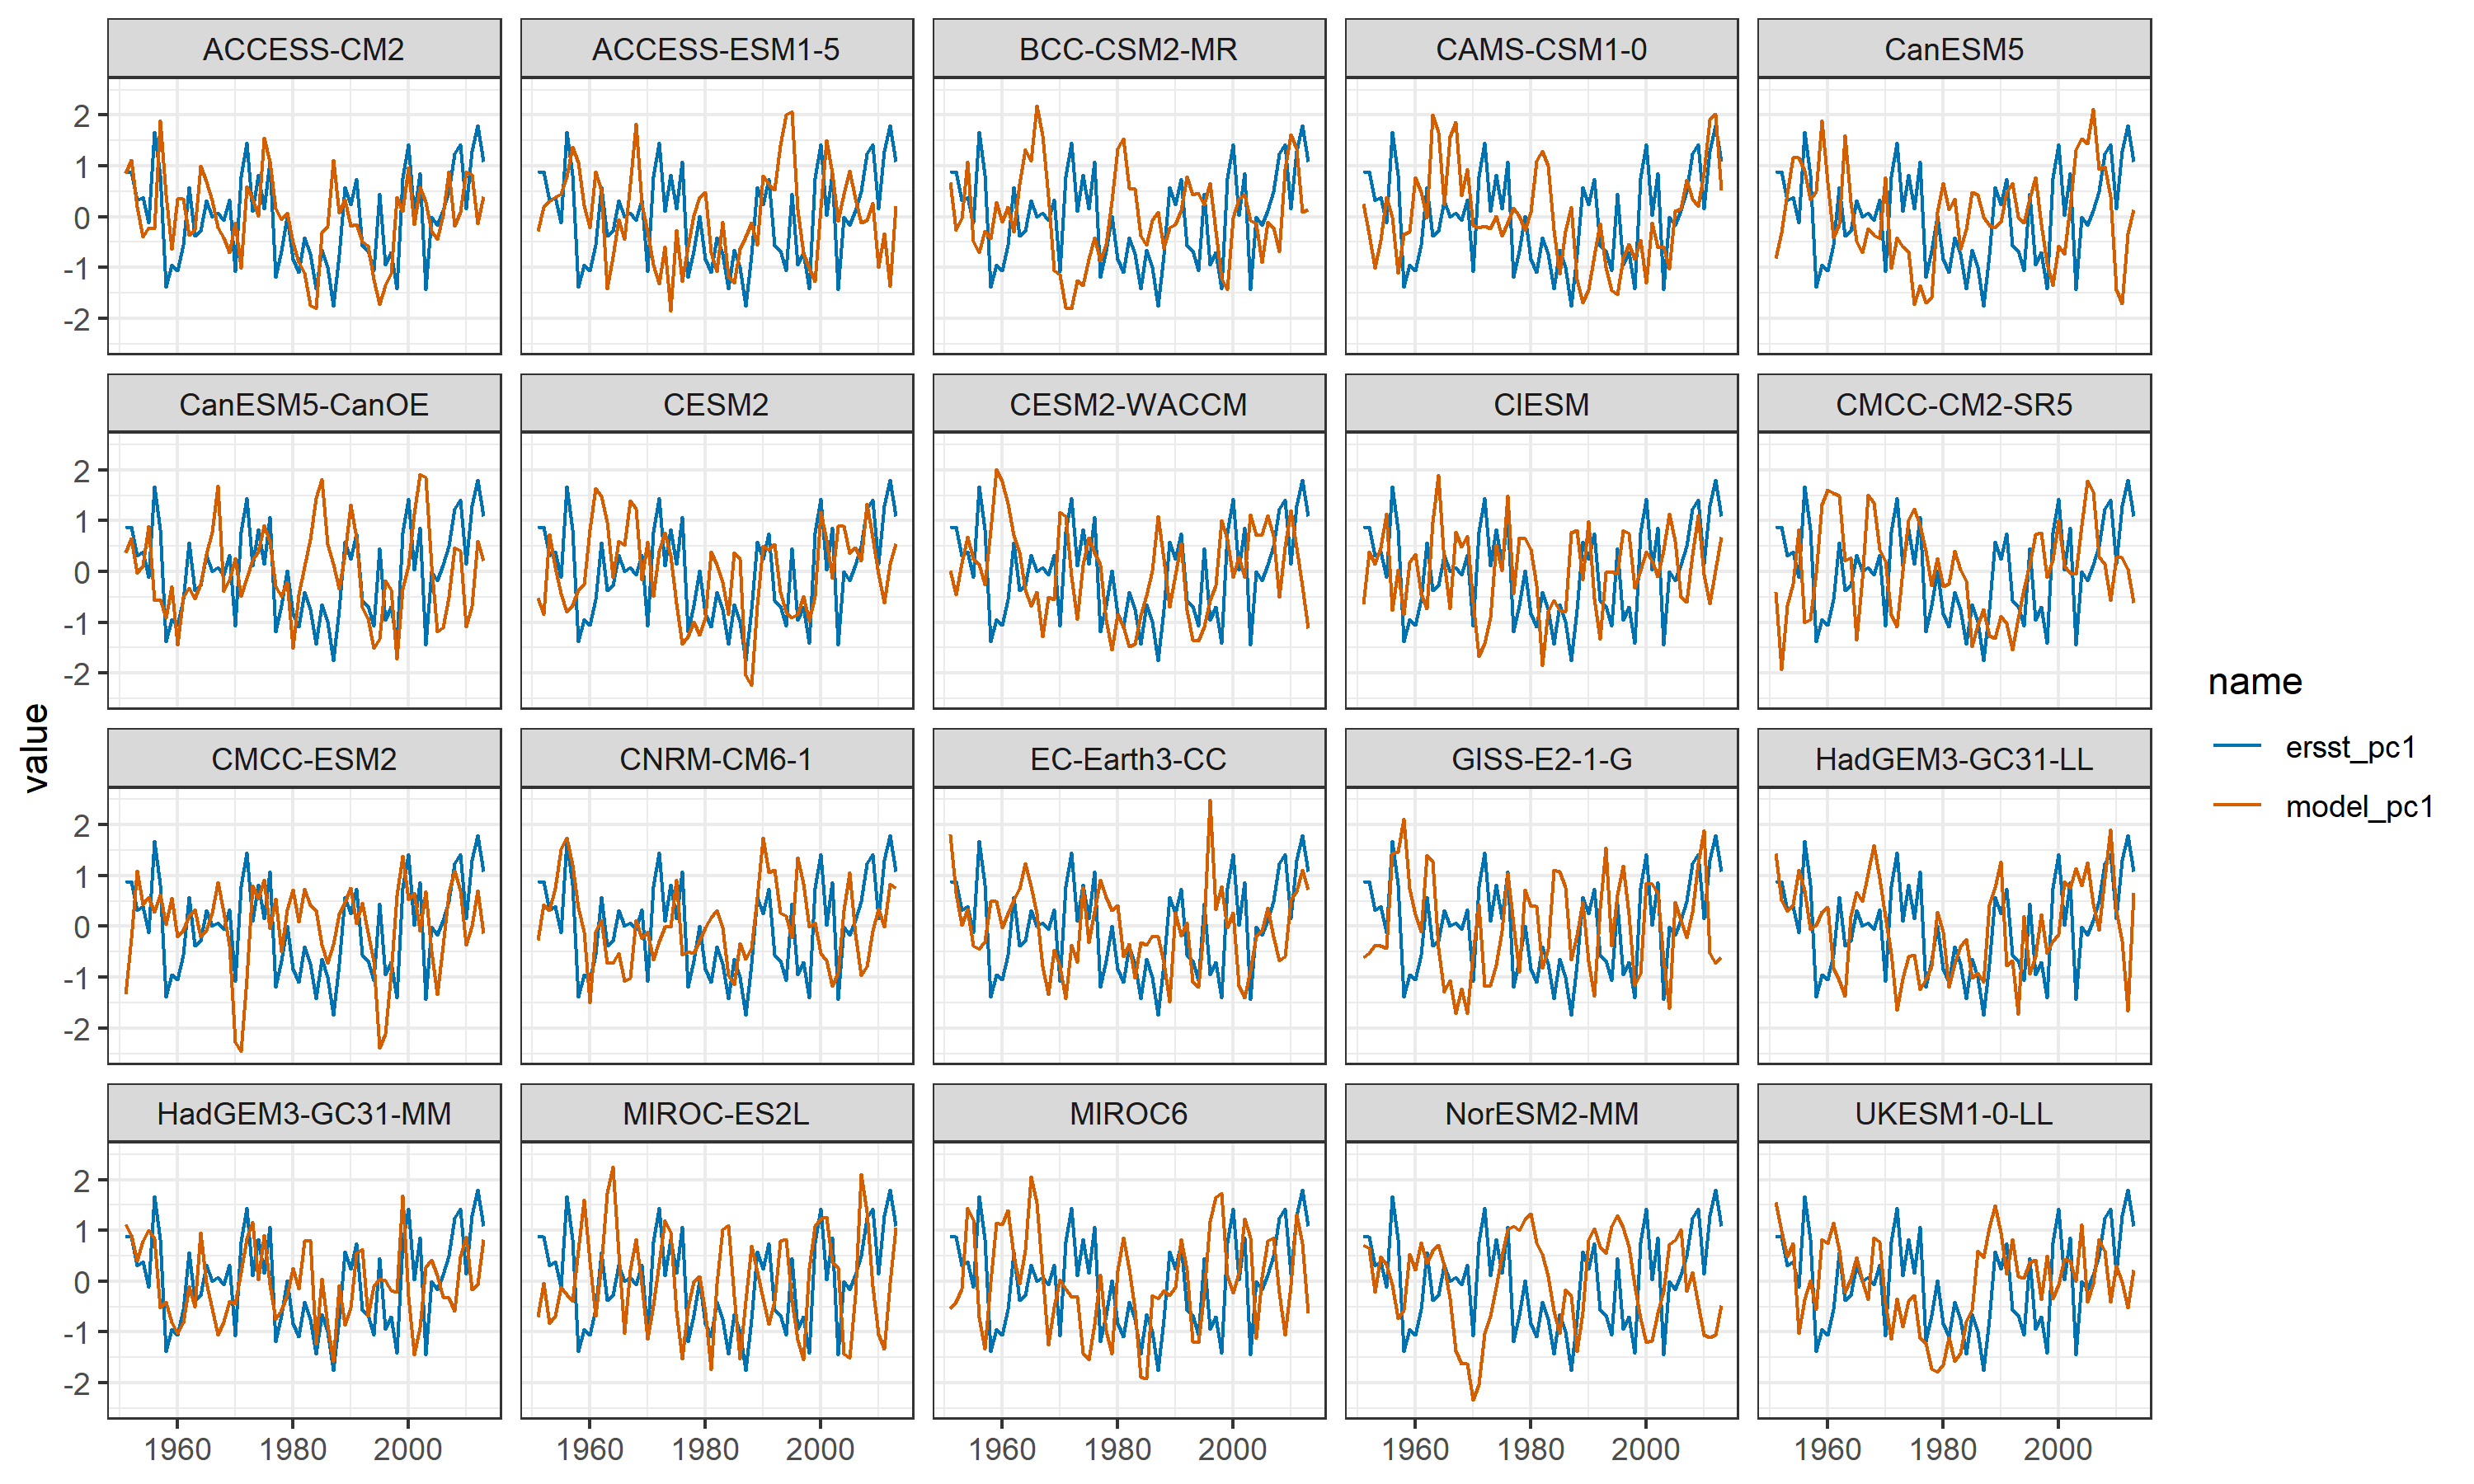 ACCESS-CM2 ACCESS-ESM1-5 BCC-CSM2-MR CAMS-CSM1-0 CanESM5
2
1
0
-1
-2
CanESM5-CanOE CESM2 CESM2-WACCM CIESM CMCC-CM2-SR5
2
1
0
-1
-2
value
name
ersst_pc1
model_pc1
CMCC-ESM2 CNRM-CM6-1 EC-Earth3-CC GISS-E2-1-G HadGEM3-GC31-LL
2
1
0
-1
-2
HadGEM3-GC31-MM MIROC-ES2L MIROC6 NorESM2-MM UKESM1-0-LL
2
1
0
-1
-2
1960 1980 2000 1960 1980 2000 1960 1980 2000 1960 1980 2000 1960 1980 2000